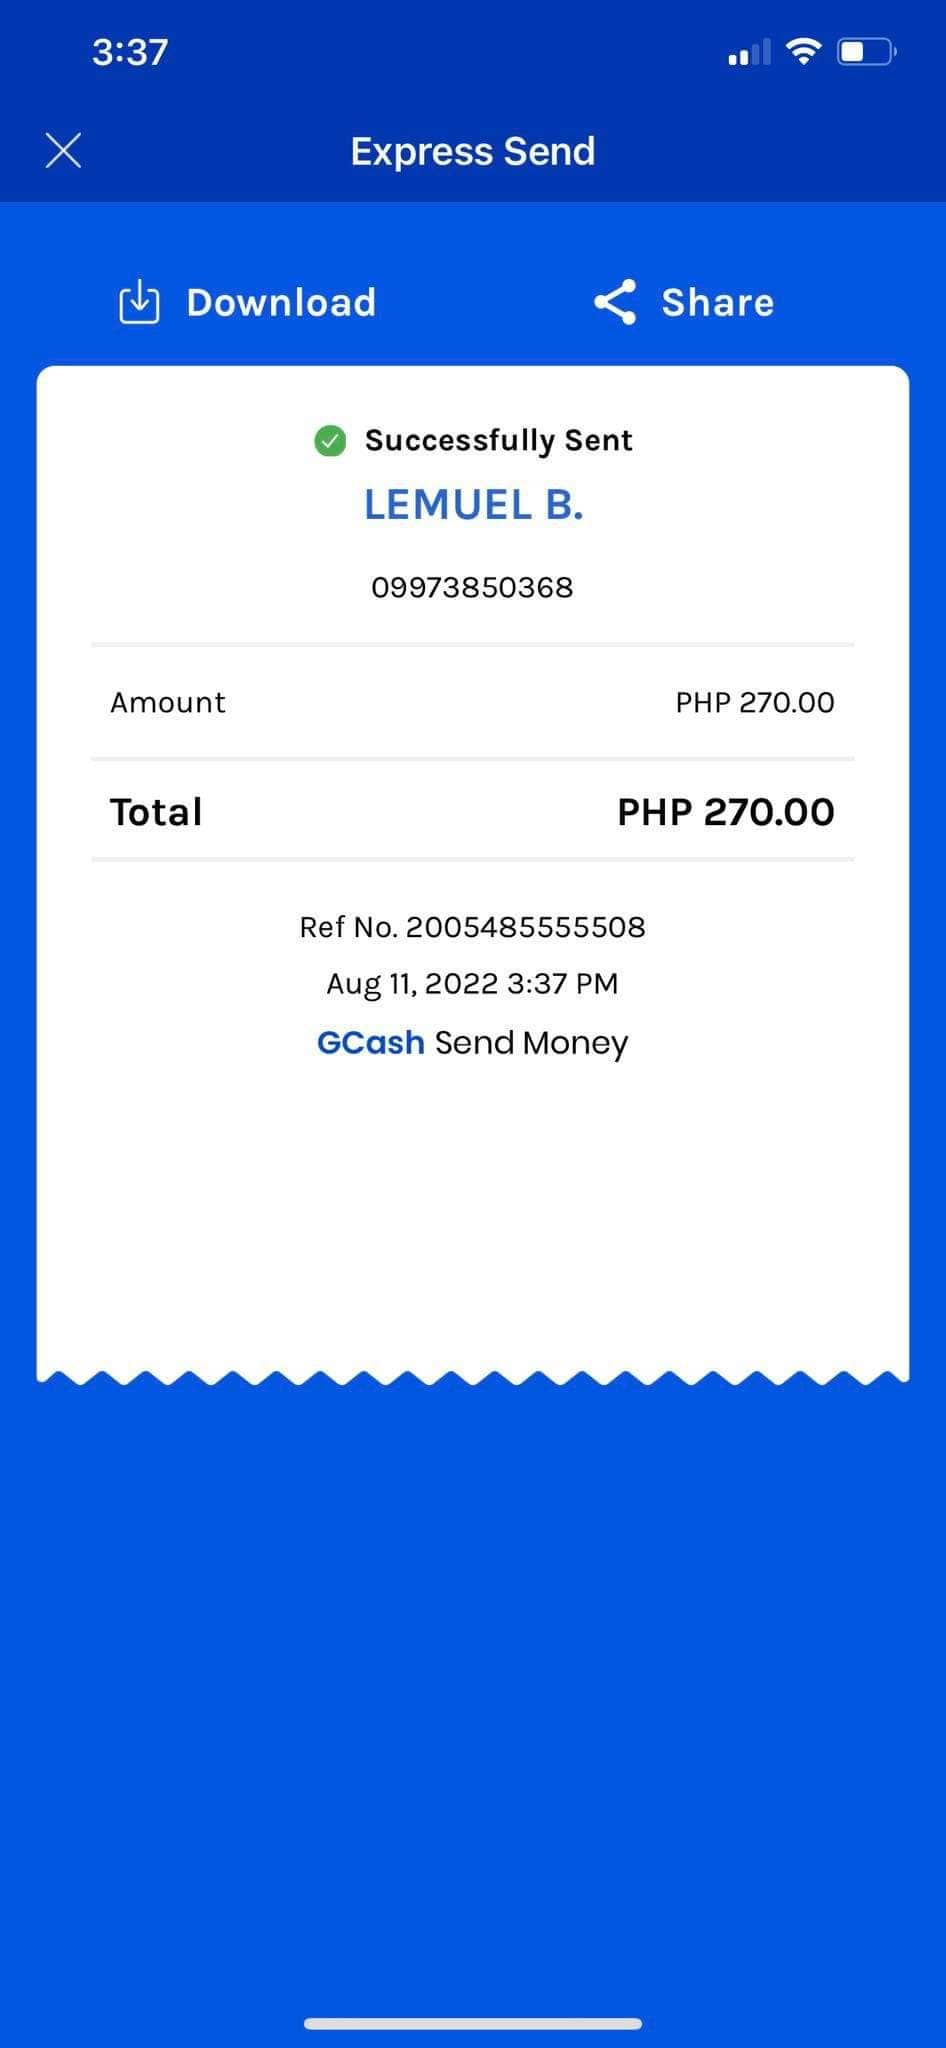 3:37
Express Send
Download
Share
Successfully Sent
LEMUEL B.
09973850368
Amount PHP 270.00
Total PHP 270.00
Ref No. 2005485555508
Aug 11, 2022 3:37 PM
GCash Send Money